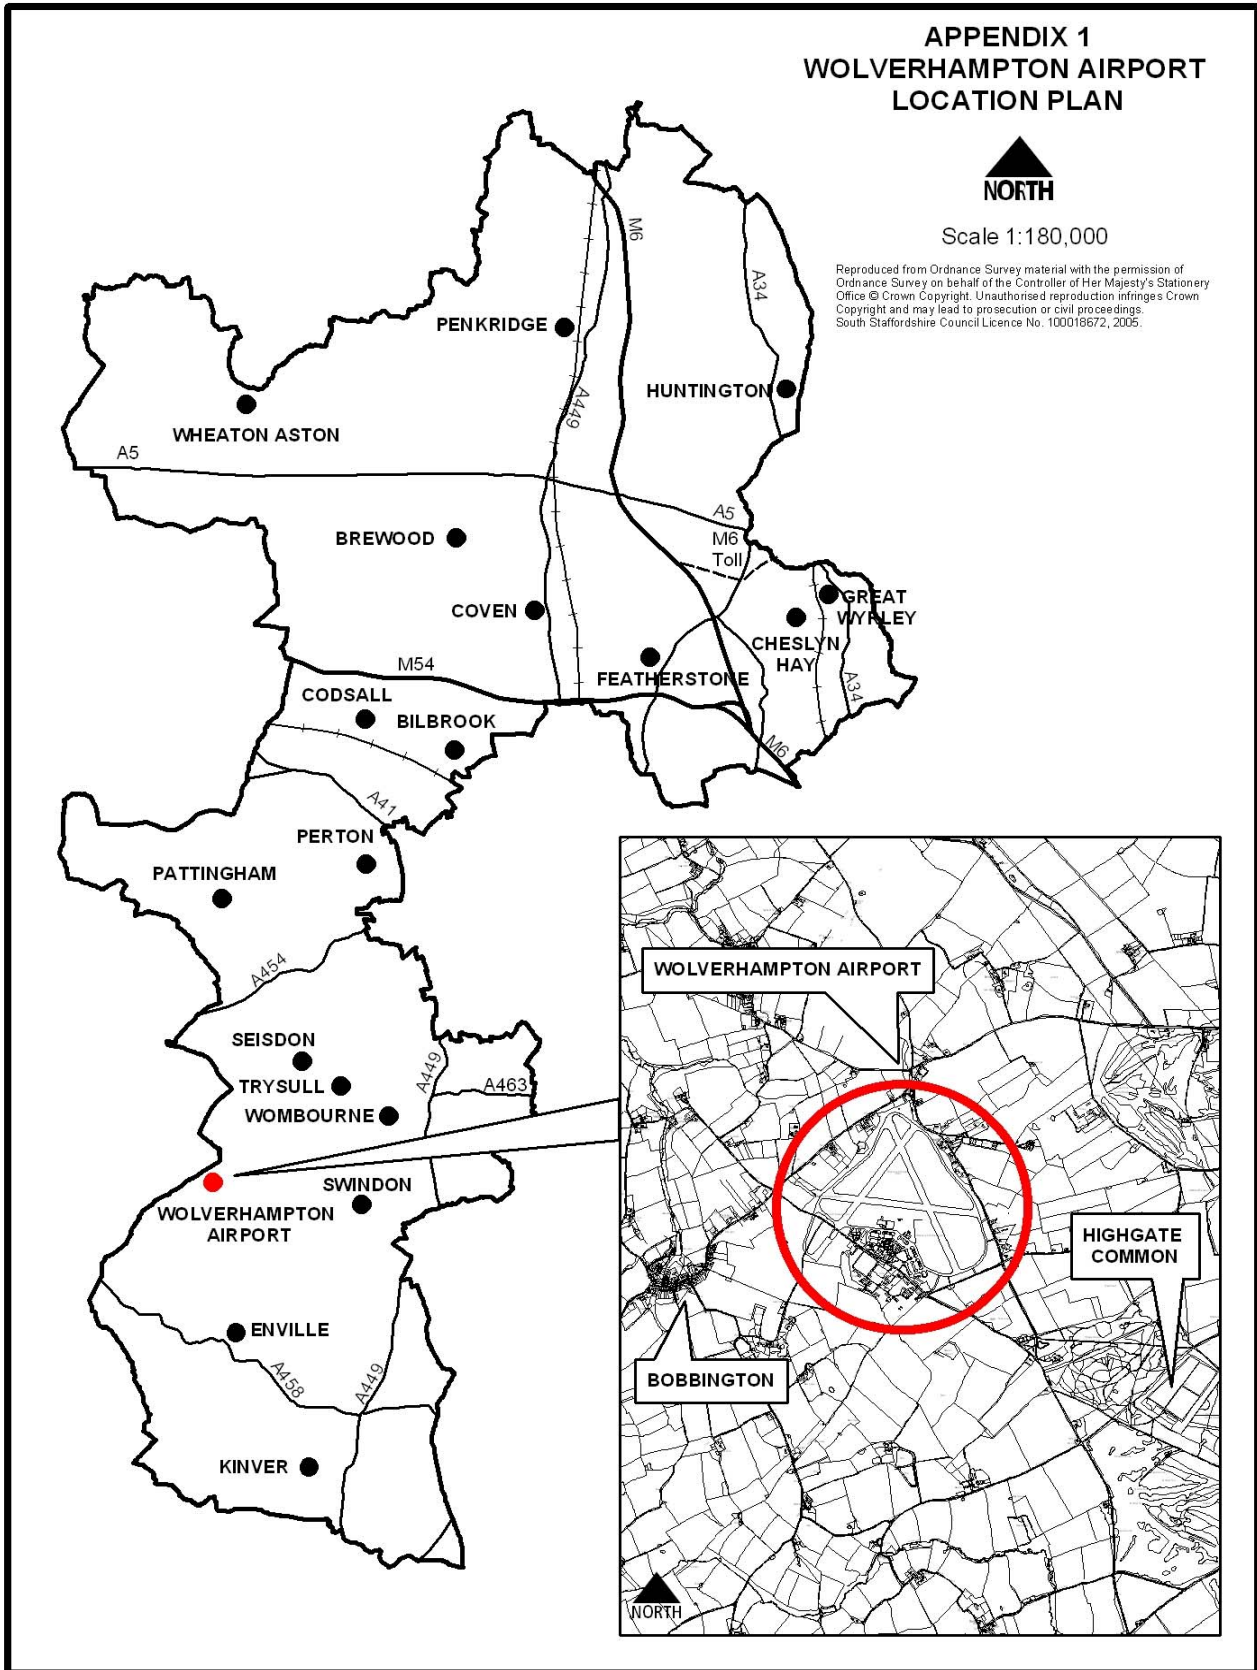 APPENDIX 1
WOLVERHAMPTON AIRPORT
LOCATION PLAN
NORTH
Scale 1:180,000
Reproduced from Ordnance Survey material with the permission of
Ordnance Survey on behalf of the Controller of Her Majesty's Stationery
Office © Crown Copyright. Unauthorised reproduction infringes Crown
Copyright and may lead to prosecution or civil proceedings.
South Staffordshire Council Licence No. 100018672, 2005.
M6
A34
PENKRIDGE
HUNTINGTON
A449
WHEATON ASTON
A5
A5
BREWOOD
M6
Toll
COVEN
GREAT
WYRLEY
CHESLYN
HAY
M54
FEATHERSTONE
A34
CODSALL
BILBROOK
M6
A41
PERTON
PATTINGHAM
A454
SEISDON
TRYSULL
A449
A463
WOMBOURNE
SWINDON
WOLVERHAMPTON
AIRPORT
ENVILLE
A458
A449
KINVER
WOLVERHAMPTON AIRPORT
HIGHGATE
COMMON
BOBBINGTON
NORTH